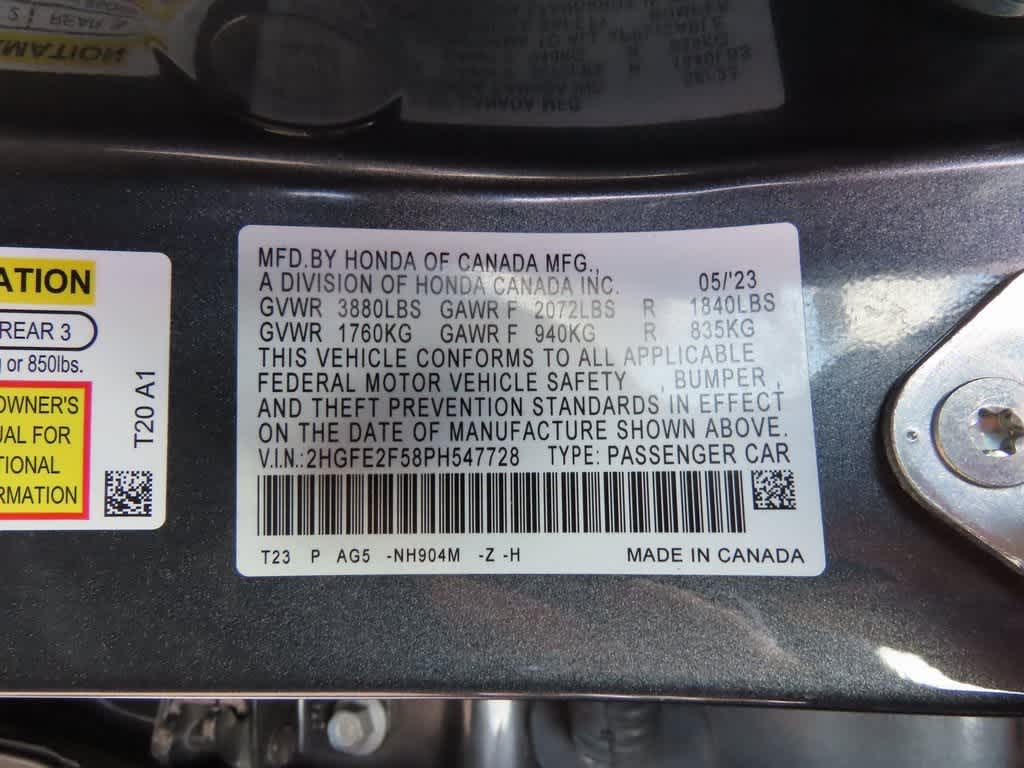 ATION
REAR 3
g or 850lbs.
OWNER'S
UAL FOR
ITIONAL
ORMATION
T20 A1
MFD.BY HONDA OF CANADA MFG.,
A DIVISION OF HONDA CANADA INC. 05/'23
GVWR 3880LBS GAWR F 2072LBS R 1840LBS
GVWR 1760KG GAWR F 940KG R 835KG
THIS VEHICLE CONFORMS TO ALL APPLICABLE
FEDERAL MOTOR VEHICLE SAFETY , BUMPER ,
AND THEFT PREVENTION STANDARDS IN EFFECT
ON THE DATE OF MANUFACTURE SHOWN ABOVE.
V.I.N.: 2HGFE2F58PH547728 TYPE: PASSENGER CAR
T23 P AG5 -NH904M -Z -H MADE IN CANADA